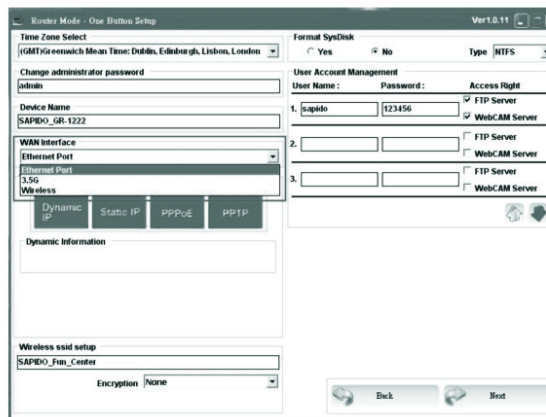 Router Mode - One Button Setup
Ver1.0.11
Time Zone Select
(GMT)Greenwich Mean Time: Dublin, Edinburgh, Lisbon, London
Change administrator password
admin
Device Name
SAPIDO_GR-1222
WAN Interface
Ethernet Port
Ethernet Port
3.5G
Wireless
Dynamic IP
Static IP
PPPoE
PPTP
Dynamic Information
Wireless ssid setup
SAPIDO_Fun_Center
Encryption
None
Format SysDisk
Yes
No
Type
NTFS
User Account Management
User Name :
Password :
Access Right
1.
sapido
123456
FTP Server
WebCAM Server
2.
FTP Server
WebCAM Server
3.
FTP Server
WebCAM Server
Back
Next